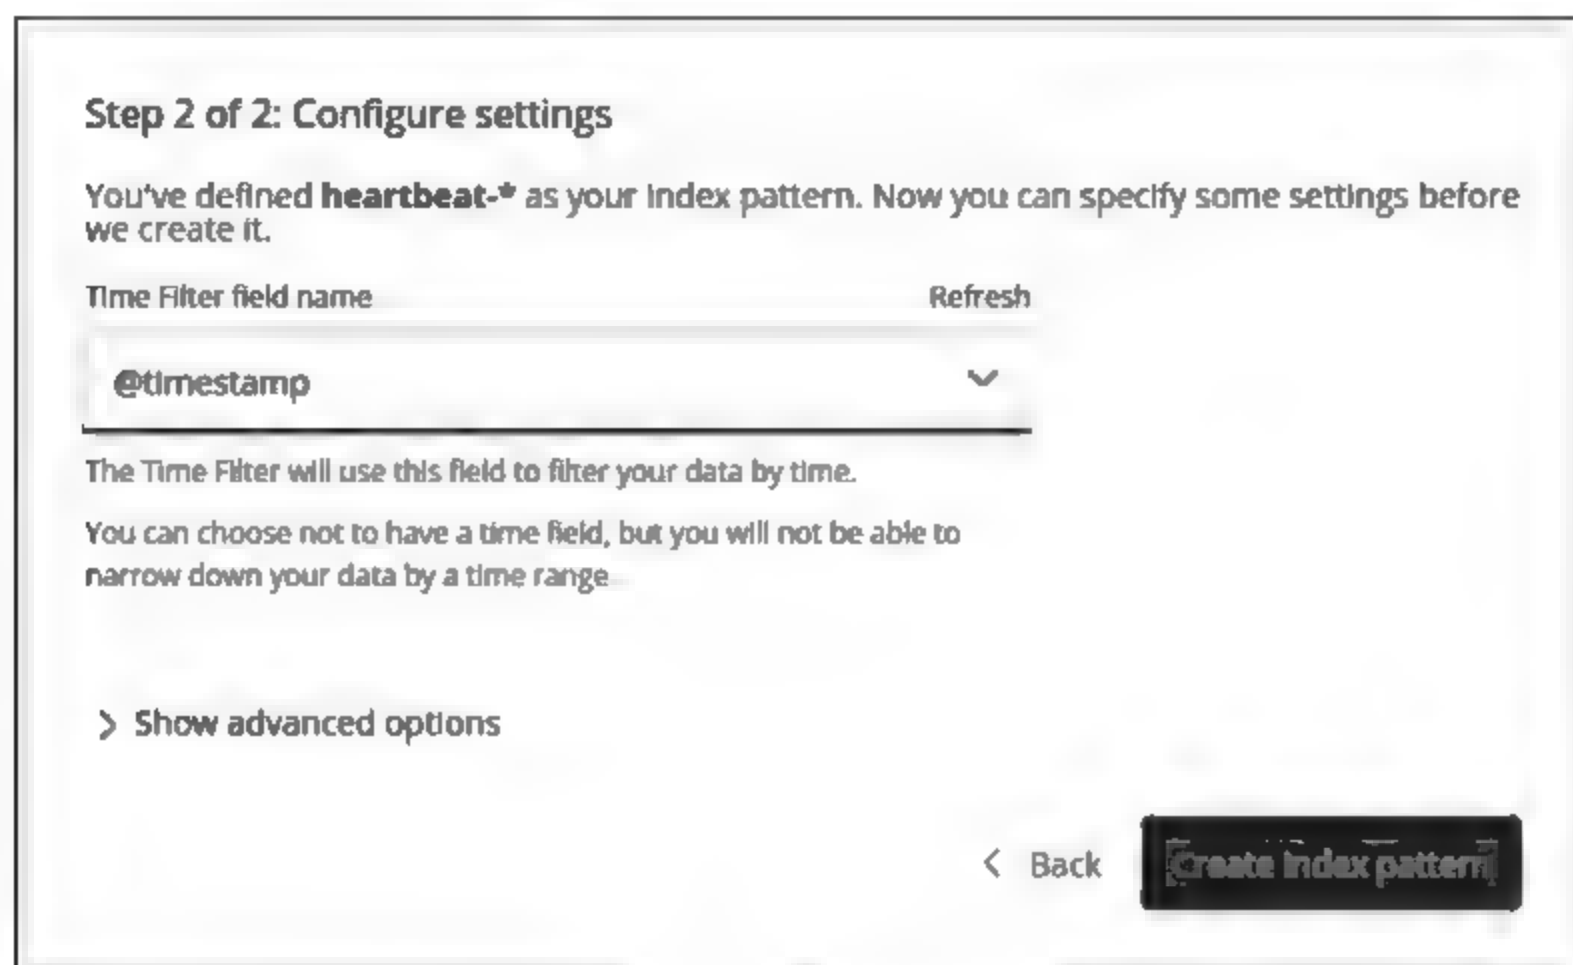 Step 2 of 2: Configure settings
You've defined heartbeat-* as your index pattern. Now you can specify some settings before
we create it.
Time Filter field name Refresh
@timestamp
The Time Filter will use this field to filter your data by time.
You can choose not to have a time field, but you will not be able to
narrow down your data by a time range
Show advanced options
Back Create index pattern